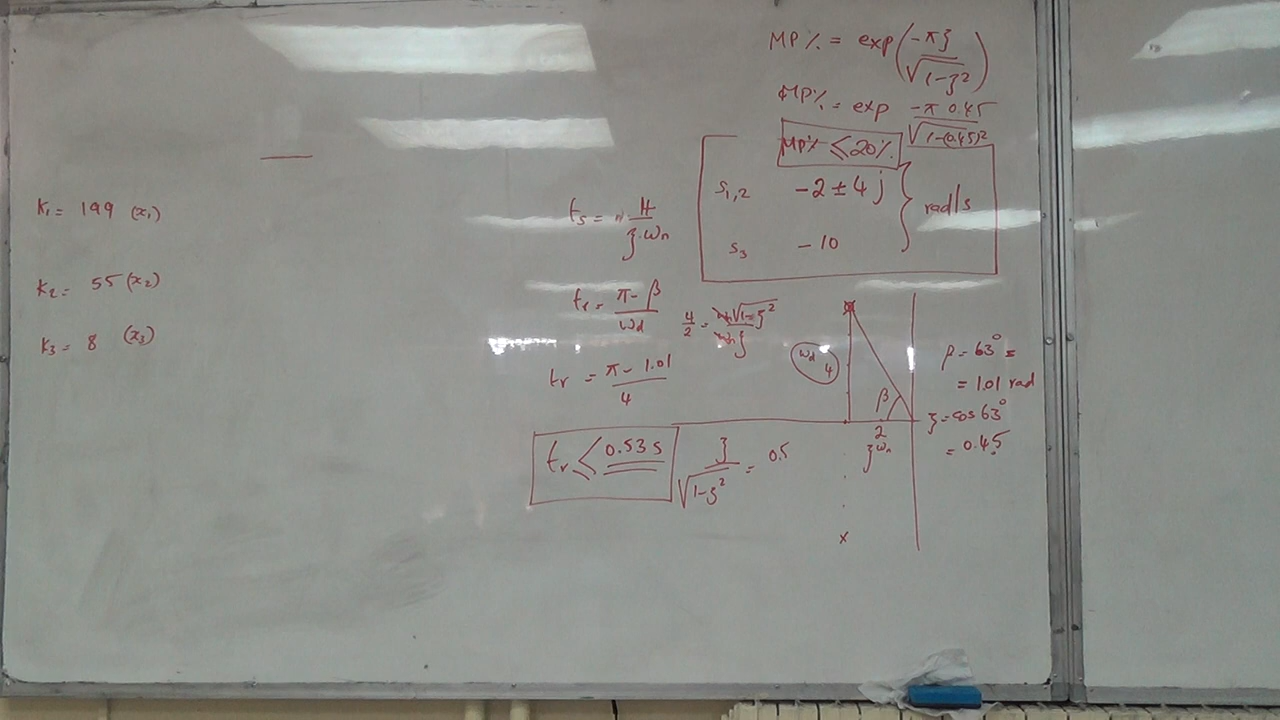 K₁ = 199 (x₁)
K₂ = 55 (x₂)
K₃ = 8 (x₃)
MP% = exp(-πξ / √(1-ξ²))
MP% = exp -π 0.45 / √(1-(0.45)²)
MP% ≤ 20%
s₁,₂ -2 ± 4j } rad/s
s₃ -10
ts = 4 / ξ.ωn
tr = π - β / ωd
4/2 = ωn√(1-ξ²) / ωnξ
tr = π - 1.01 / 4
tr ≤ 0.53 s
ξ / √(1-ξ²) = 0.5
ωd 4
β
2
ξωn
x
β = 63° =
= 1.01 rad
ξ = cos 63°
= 0.45